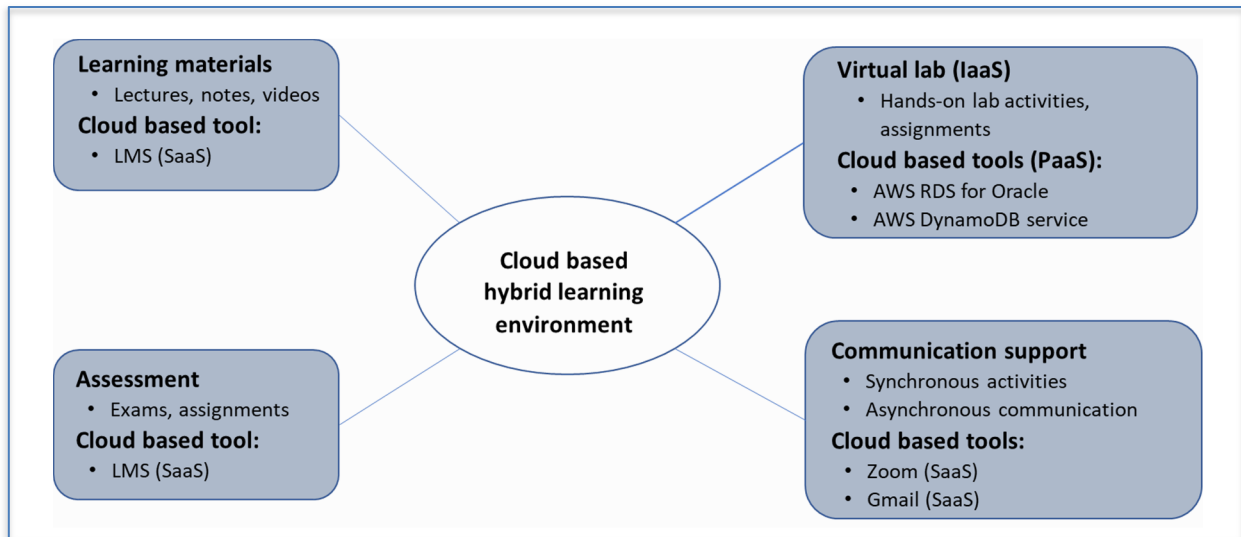 Learning materials
• Lectures, notes, videos
Cloud based tool:
• LMS (SaaS)
Virtual lab (IaaS)
• Hands-on lab activities,
assignments
Cloud based tools (PaaS):
• AWS RDS for Oracle
• AWS DynamoDB service
Cloud based
hybrid learning
environment
Assessment
• Exams, assignments
Cloud based tool:
• LMS (SaaS)
Communication support
• Synchronous activities
• Asynchronous communication
Cloud based tools:
• Zoom (SaaS)
• Gmail (SaaS)